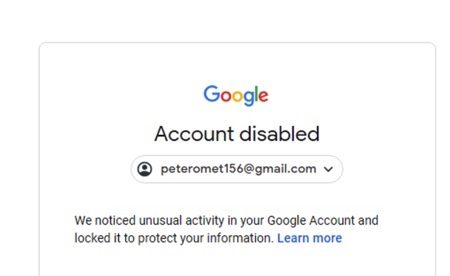 Google
Account disabled
peteromet156@gmail.com
We noticed unusual activity in your Google Account and
locked it to protect your information. Learn more